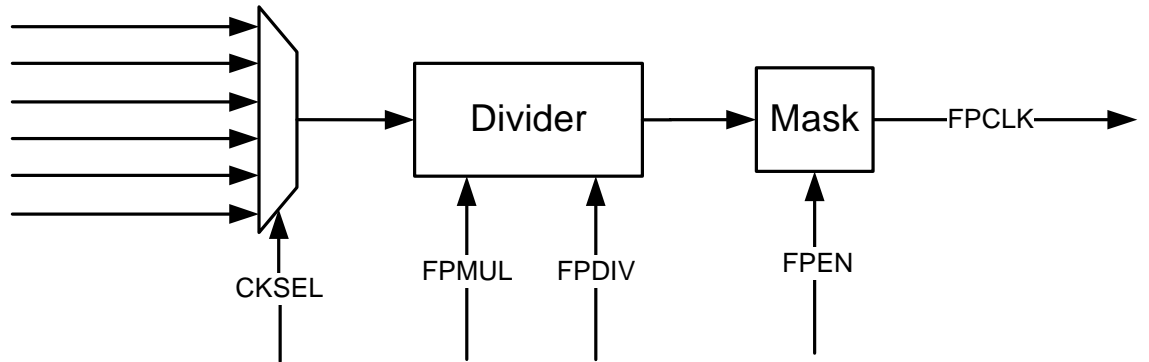 Divider
Mask
FPCLK
CKSEL
FPMUL
FPDIV
FPEN